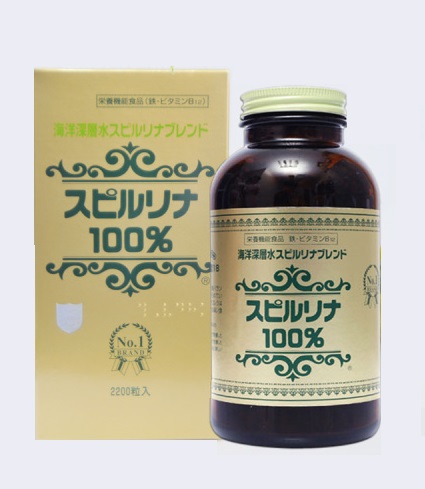 栄養機能食品(鉄・ビタミンB12)
海洋深層水スピルリナブレンド
スピルリナ
100%
®
No.1
BRAND
2200粒入
栄養機能食品 鉄・ビタミンB12
海洋深層水スピルリナブレンド
スピルリナ
100%
®
No.1